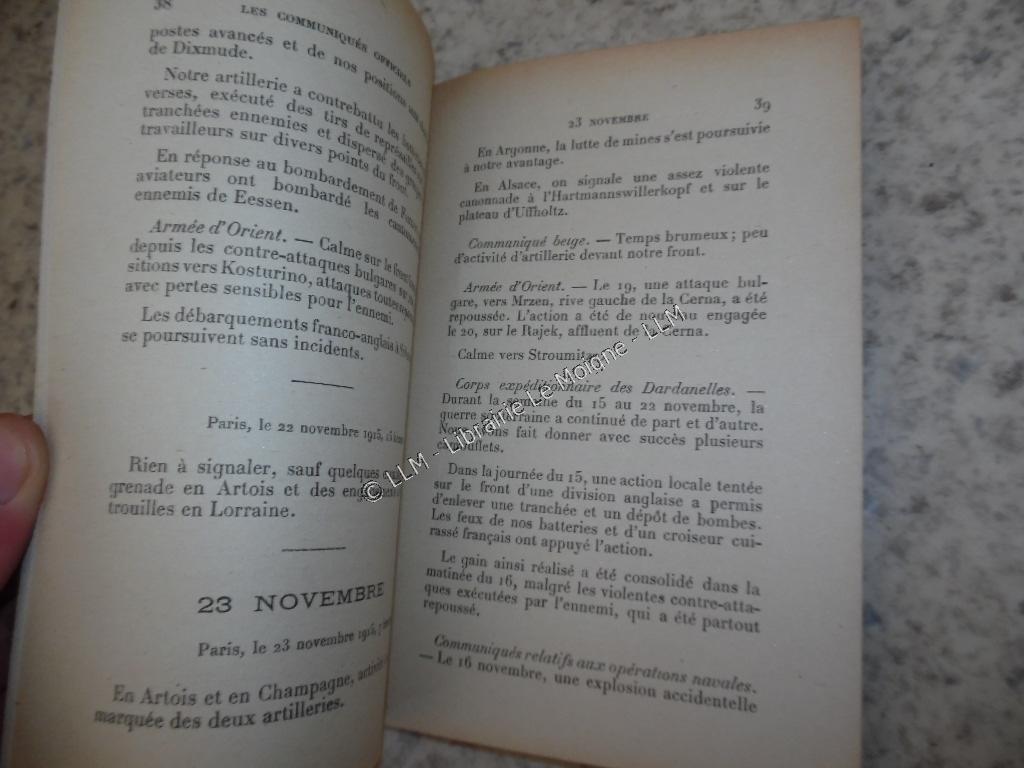 38 LES COMMUNIQUÉS OFFICIELS
postes avancés et de nos positions
de Dixmude.
Notre artillerie a contrebattu les
verses, exécuté des tirs de représailles
tranchées ennemies et dispersé des
travailleurs sur divers points du front.
En réponse au bombardement de
aviateurs ont bombardé les
ennemis de Eessen.
Armée d'Orient. — Calme sur le
depuis les contre-attaques bulgares sur
sitions vers Kosturino, attaques toutes
avec pertes sensibles pour l'ennemi.
Les débarquements franco-anglais à
se poursuivent sans incidents.
Paris, le 22 novembre 1915,
Rien à signaler, sauf quelques
grenade en Artois et des
trouilles en Lorraine.
23 NOVEMBRE
Paris, le 23 novembre 1915,
En Artois et en Champagne, activité
marquée des deux artilleries.
23 NOVEMBRE 39
En Argonne, la lutte de mines s'est poursuivie
à notre avantage.
En Alsace, on signale une assez violente
canonnade à l'Hartmannswillerkopf et sur le
plateau d'Uffholtz.
Communiqué belge. — Temps brumeux ; peu
d'activité d'artillerie devant notre front.
Armée d'Orient. — Le 19, une attaque bul-
gare, vers Mrzen, rive gauche de la Cerna, a été
repoussée. L'action a été de nouveau engagée
le 20, sur le Rajek, affluent de la Cerna.
Calme vers Stroumitza.
Corps expéditionnaire des Dardanelles. —
Durant la semaine du 15 au 22 novembre, la
guerre souterraine a continué de part et d'autre.
Nous avons fait donner avec succès plusieurs
camouflets.
Dans la journée du 15, une action locale tentée
sur le front d'une division anglaise a permis
d'enlever une tranchée et un dépôt de bombes.
Les feux de nos batteries et d'un croiseur cui-
rassé français ont appuyé l'action.
Le gain ainsi réalisé a été consolidé dans la
matinée du 16, malgré les violentes contre-atta-
ques exécutées par l'ennemi, qui a été partout
repoussé.
Communiqués relatifs aux opérations navales.
— Le 16 novembre, une explosion accidentelle
© LLM - Librairie Le Moigne - LLM